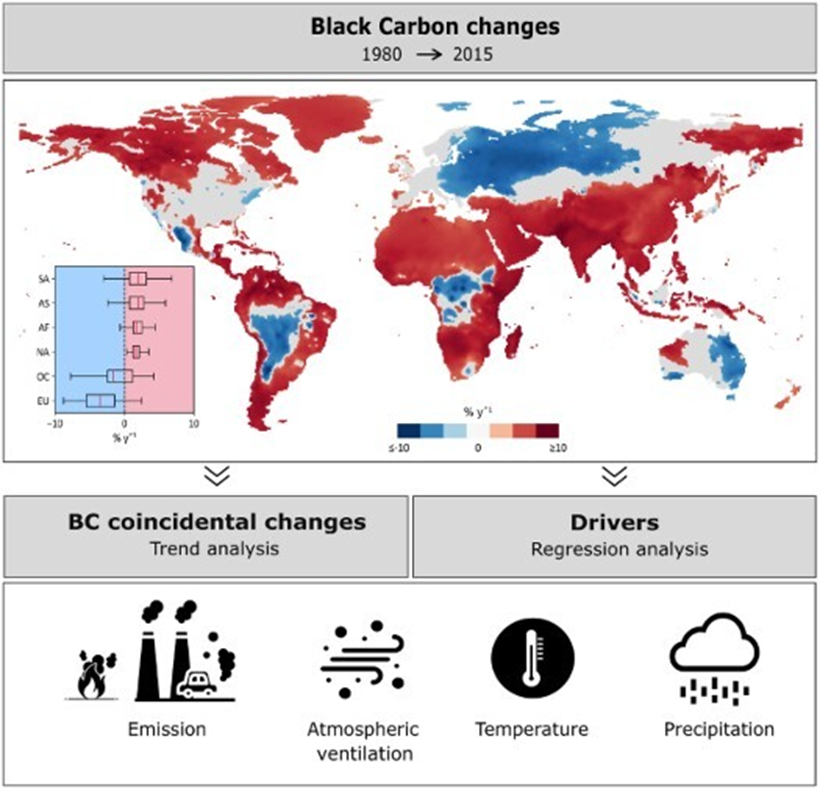 Black Carbon changes
1980 → 2015
SA
AS
AF
NA
OC
EU
-10 0 10
% y⁻¹
% y⁻¹
≤-10 0 ≥10
BC coincidental changes
Trend analysis
Drivers
Regression analysis
Emission
Atmospheric
ventilation
Temperature
Precipitation